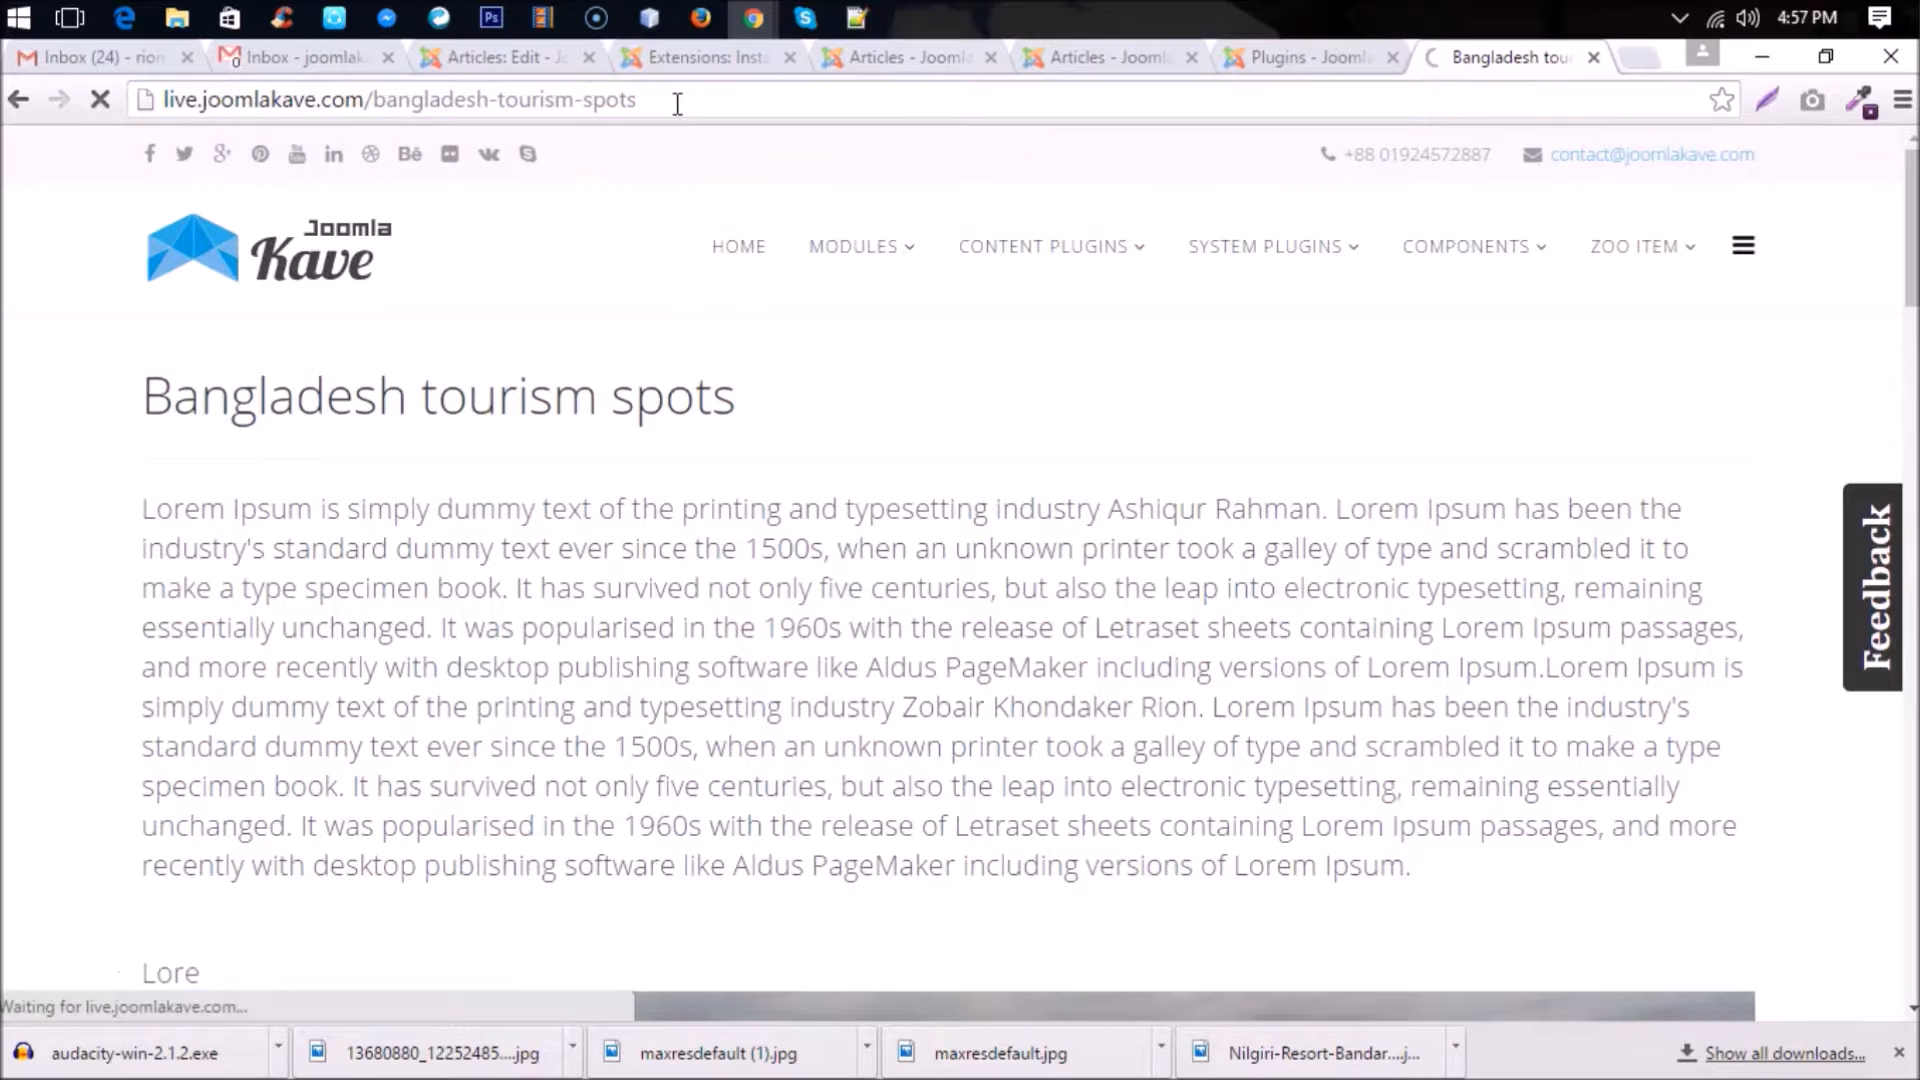 4:57 PM
Inbox (24) - rion
Inbox - joomlak
Articles: Edit - Jo
Extensions: Inst
Articles - Jooml
Articles - Jooml
Plugins - Jooml
Bangladesh tou
live.joomlakave.com/bangladesh-tourism-spots
+88 01924572887
contact@joomlakave.com
Joomla
Kave
HOME
MODULES
CONTENT PLUGINS
SYSTEM PLUGINS
COMPONENTS
ZOO ITEM
Bangladesh tourism spots
Lorem Ipsum is simply dummy text of the printing and typesetting industry Ashiqur Rahman. Lorem Ipsum has been the
industry's standard dummy text ever since the 1500s, when an unknown printer took a galley of type and scrambled it to
make a type specimen book. It has survived not only five centuries, but also the leap into electronic typesetting, remaining
essentially unchanged. It was popularised in the 1960s with the release of Letraset sheets containing Lorem Ipsum passages,
and more recently with desktop publishing software like Aldus PageMaker including versions of Lorem Ipsum.Lorem Ipsum is
simply dummy text of the printing and typesetting industry Zobair Khondaker Rion. Lorem Ipsum has been the industry's
standard dummy text ever since the 1500s, when an unknown printer took a galley of type and scrambled it to make a type
specimen book. It has survived not only five centuries, but also the leap into electronic typesetting, remaining essentially
unchanged. It was popularised in the 1960s with the release of Letraset sheets containing Lorem Ipsum passages, and more
recently with desktop publishing software like Aldus PageMaker including versions of Lorem Ipsum.
Feedback
Lore
Waiting for live.joomlakave.com...
audacity-win-2.1.2.exe
13680880_12252485....jpg
maxresdefault (1).jpg
maxresdefault.jpg
Nilgiri-Resort-Bandar....j...
Show all downloads...